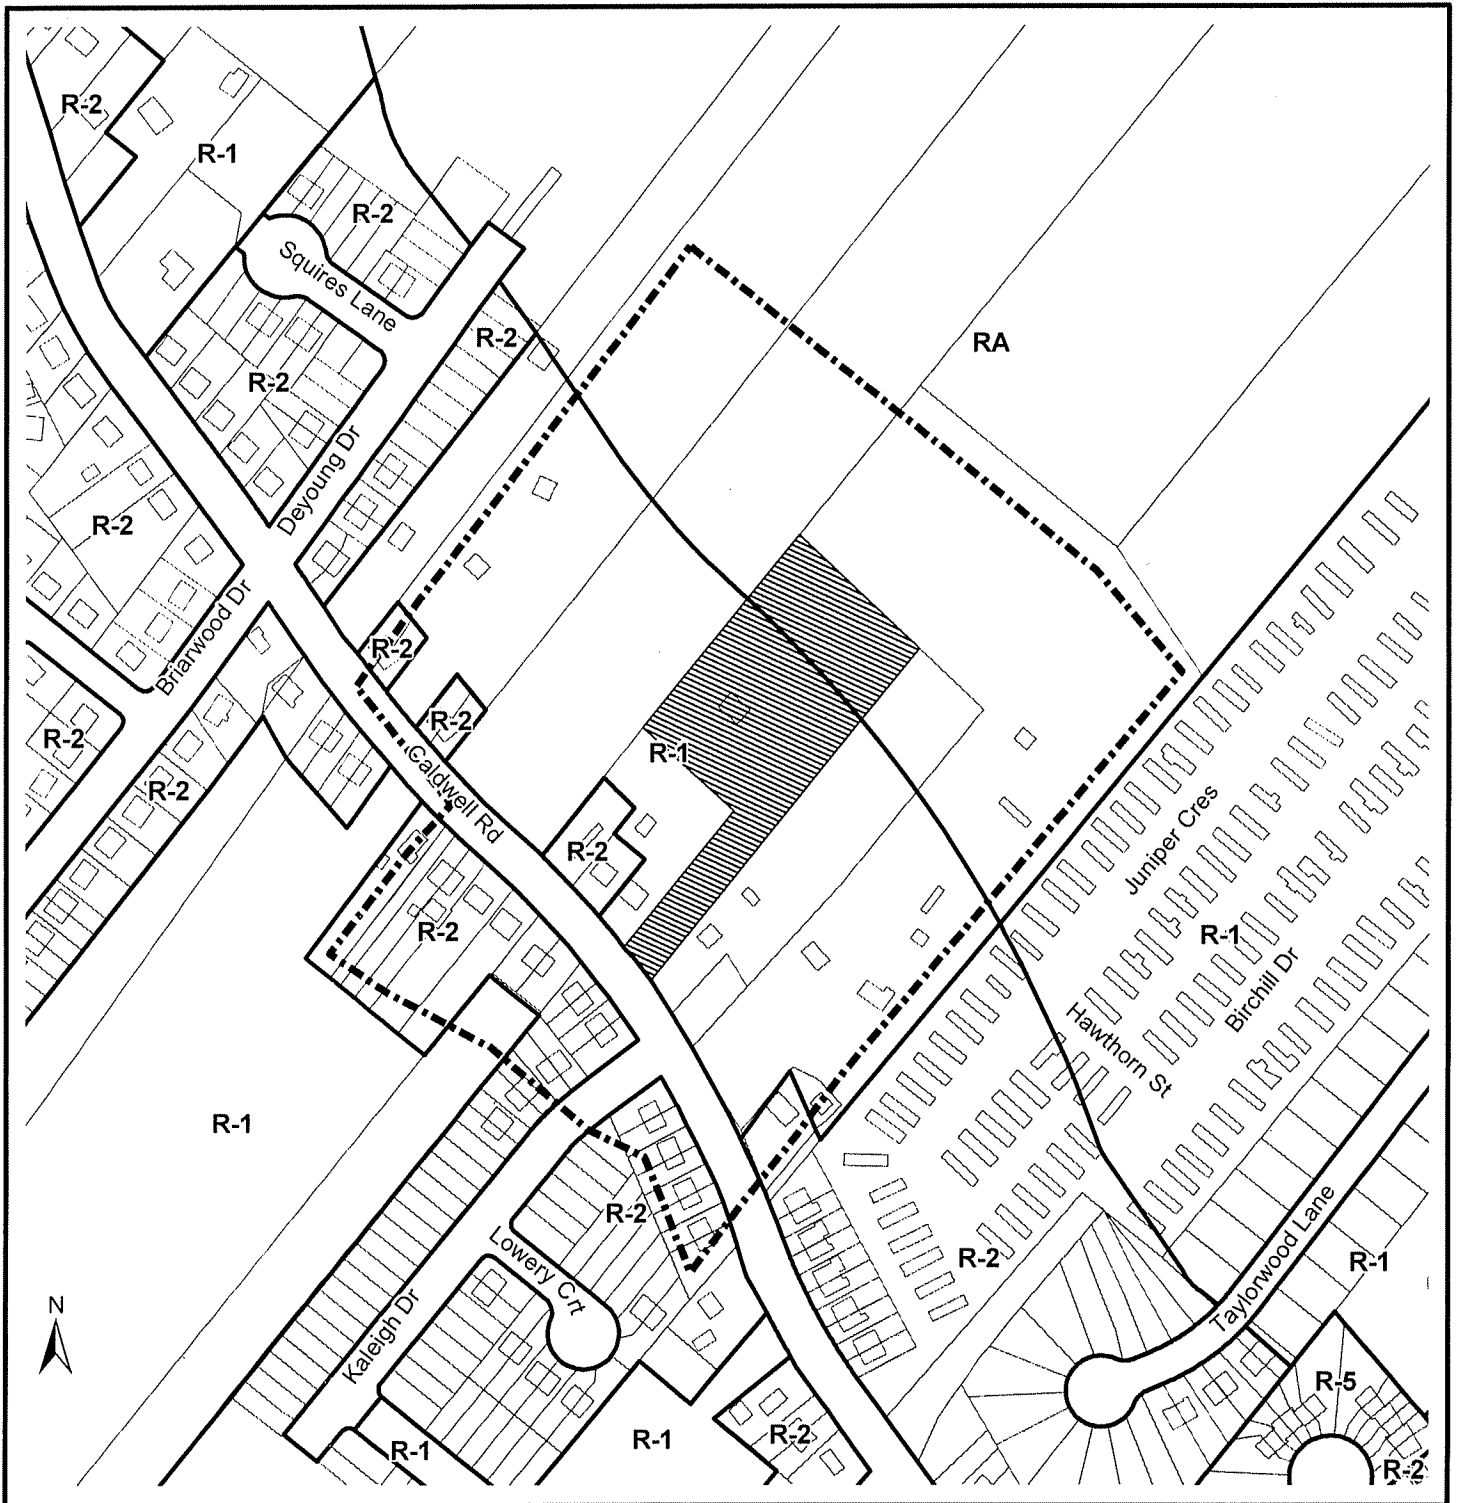 R-2
R-1
R-2
Squires Lane
R-2
RA
R-2
Deyoung Dr
R-2
Briarwood Dr
R-2
R-2
R-2
R-1
R-2
Caldwell Rd
R-2
R-2
Juniper Cres
R-1
Birchill Dr
Hawthorn St
R-1
R-2
Lowery Crt
Kaleigh Dr
R-2
Taylorwood Lane
R-1
N
R-5
R-1
R-1
R-2
R-2